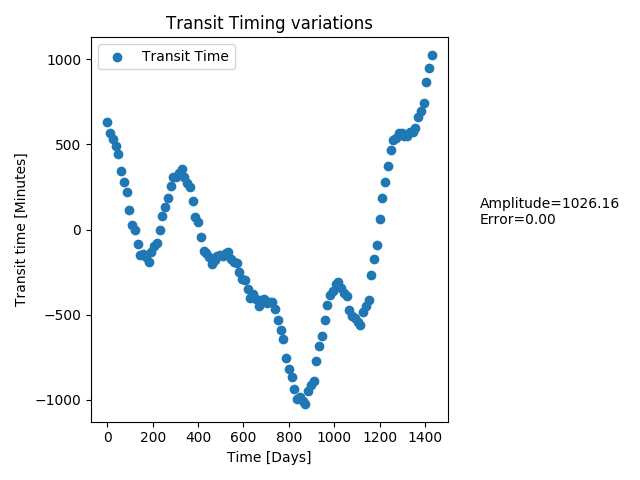 Transit Timing variations
Transit Time
1000
500
0
−500
−1000
Transit time [Minutes]
0 200 400 600 800 1000 1200 1400
Time [Days]
Amplitude=1026.16
Error=0.00